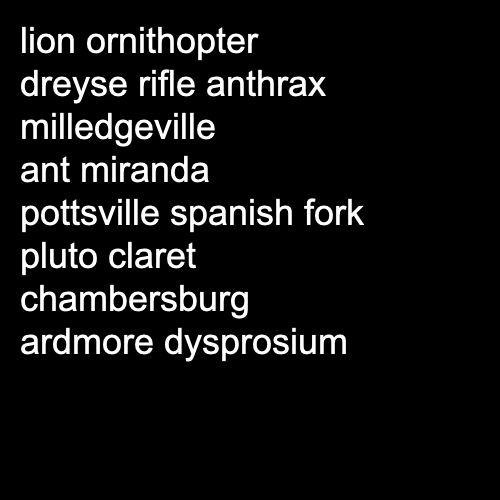 lion ornithopter
dreyse rifle anthrax
milledgeville
ant miranda
pottsville spanish fork
pluto claret
chambersburg
ardmore dysprosium